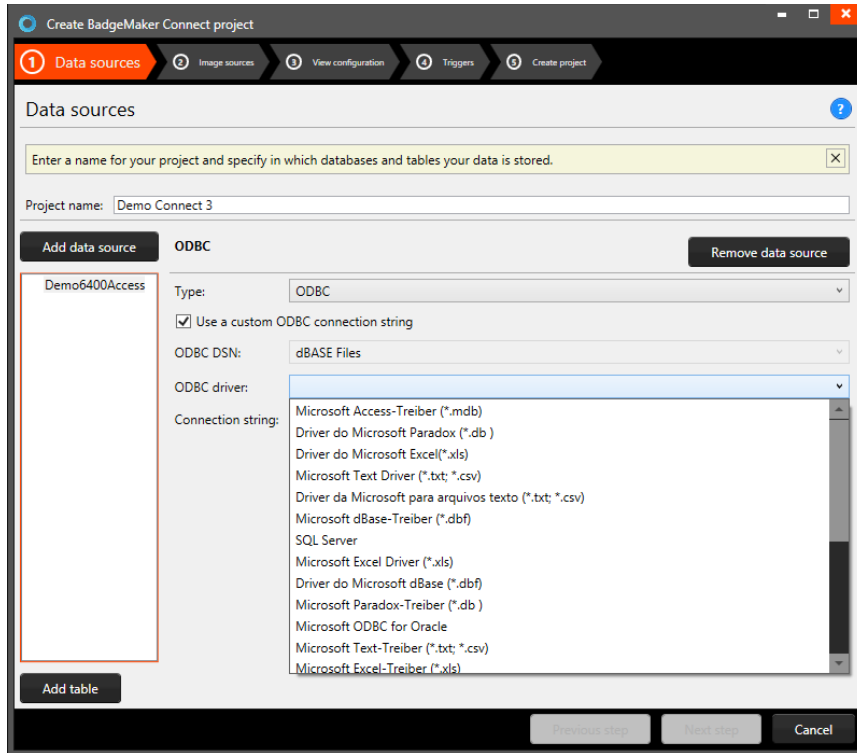 Create BadgeMaker Connect project
1 Data sources 2 Image sources 3 View configuration 4 Triggers 5 Create project
Data sources ?
Enter a name for your project and specify in which databases and tables your data is stored.
Project name: Demo Connect 3
Add data source ODBC Remove data source
Demo6400Access
Type: ODBC
Use a custom ODBC connection string
ODBC DSN: dBASE Files
ODBC driver:
Connection string:
Microsoft Access-Treiber (*.mdb)
Driver do Microsoft Paradox (*.db )
Driver do Microsoft Excel(*.xls)
Microsoft Text Driver (*.txt; *.csv)
Driver da Microsoft para arquivos texto (*.txt; *.csv)
Microsoft dBase-Treiber (*.dbf)
SQL Server
Microsoft Excel Driver (*.xls)
Driver do Microsoft dBase (*.dbf)
Microsoft Paradox-Treiber (*.db )
Microsoft ODBC for Oracle
Microsoft Text-Treiber (*.txt; *.csv)
Microsoft Excel-Treiber (*.xls)
Add table
Previous step Next step Cancel